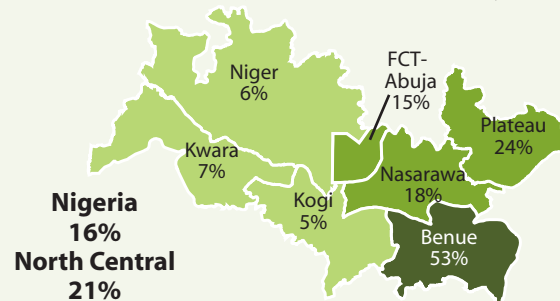 Niger
6%
FCT-
Abuja
15%
Plateau
24%
Kwara
7%
Nasarawa
18%
Kogi
5%
Benue
53%
Nigeria
16%
North Central
21%